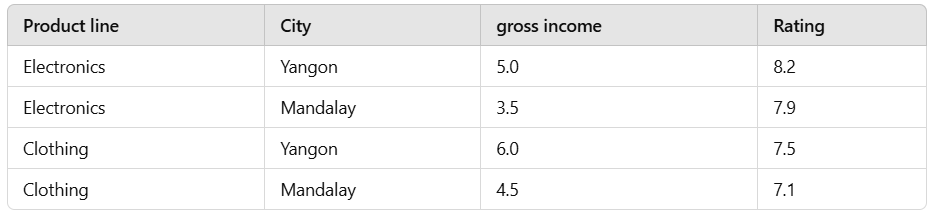 Product line City gross income Rating
Electronics Yangon 5.0 8.2
Electronics Mandalay 3.5 7.9
Clothing Yangon 6.0 7.5
Clothing Mandalay 4.5 7.1